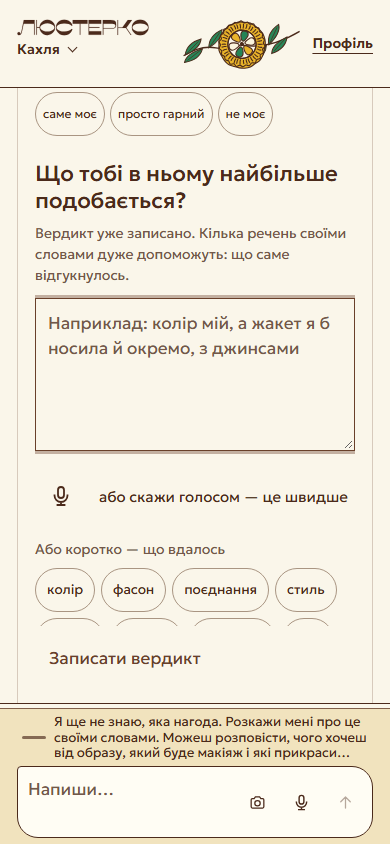 ЛЮСТЕРКО
Кахля
Профіль
саме моє
просто гарний
не моє
Що тобі в ньому найбільше
подобається?
Вердикт уже записано. Кілька речень своїми
словами дуже допоможуть: що саме
відгукнулось.
Наприклад: колір мій, а жакет я б
носила й окремо, з джинсами
або скажи голосом — це швидше
Або коротко — що вдалось
колір
фасон
поєднання
стиль
Записати вердикт
Я ще не знаю, яка нагода. Розкажи мені про це
своїми словами. Можеш розповісти, чого хочеш
від образу, який буде макіяж і які прикраси…
Напиши…